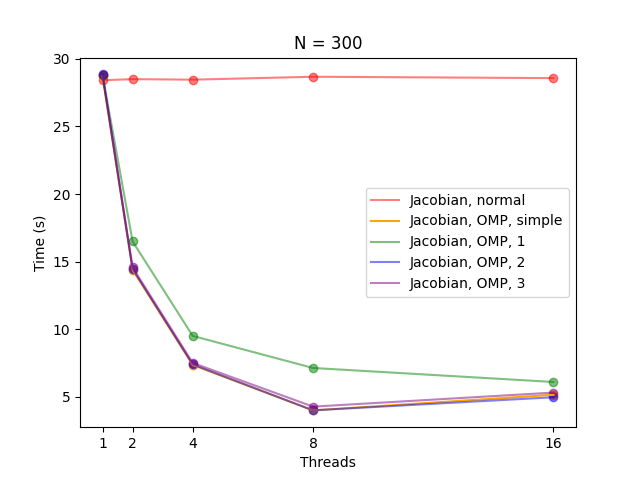 N = 300
30
25
20
15
10
5
Time (s)
Jacobian, normal
Jacobian, OMP, simple
Jacobian, OMP, 1
Jacobian, OMP, 2
Jacobian, OMP, 3
1 2 4 8 16
Threads